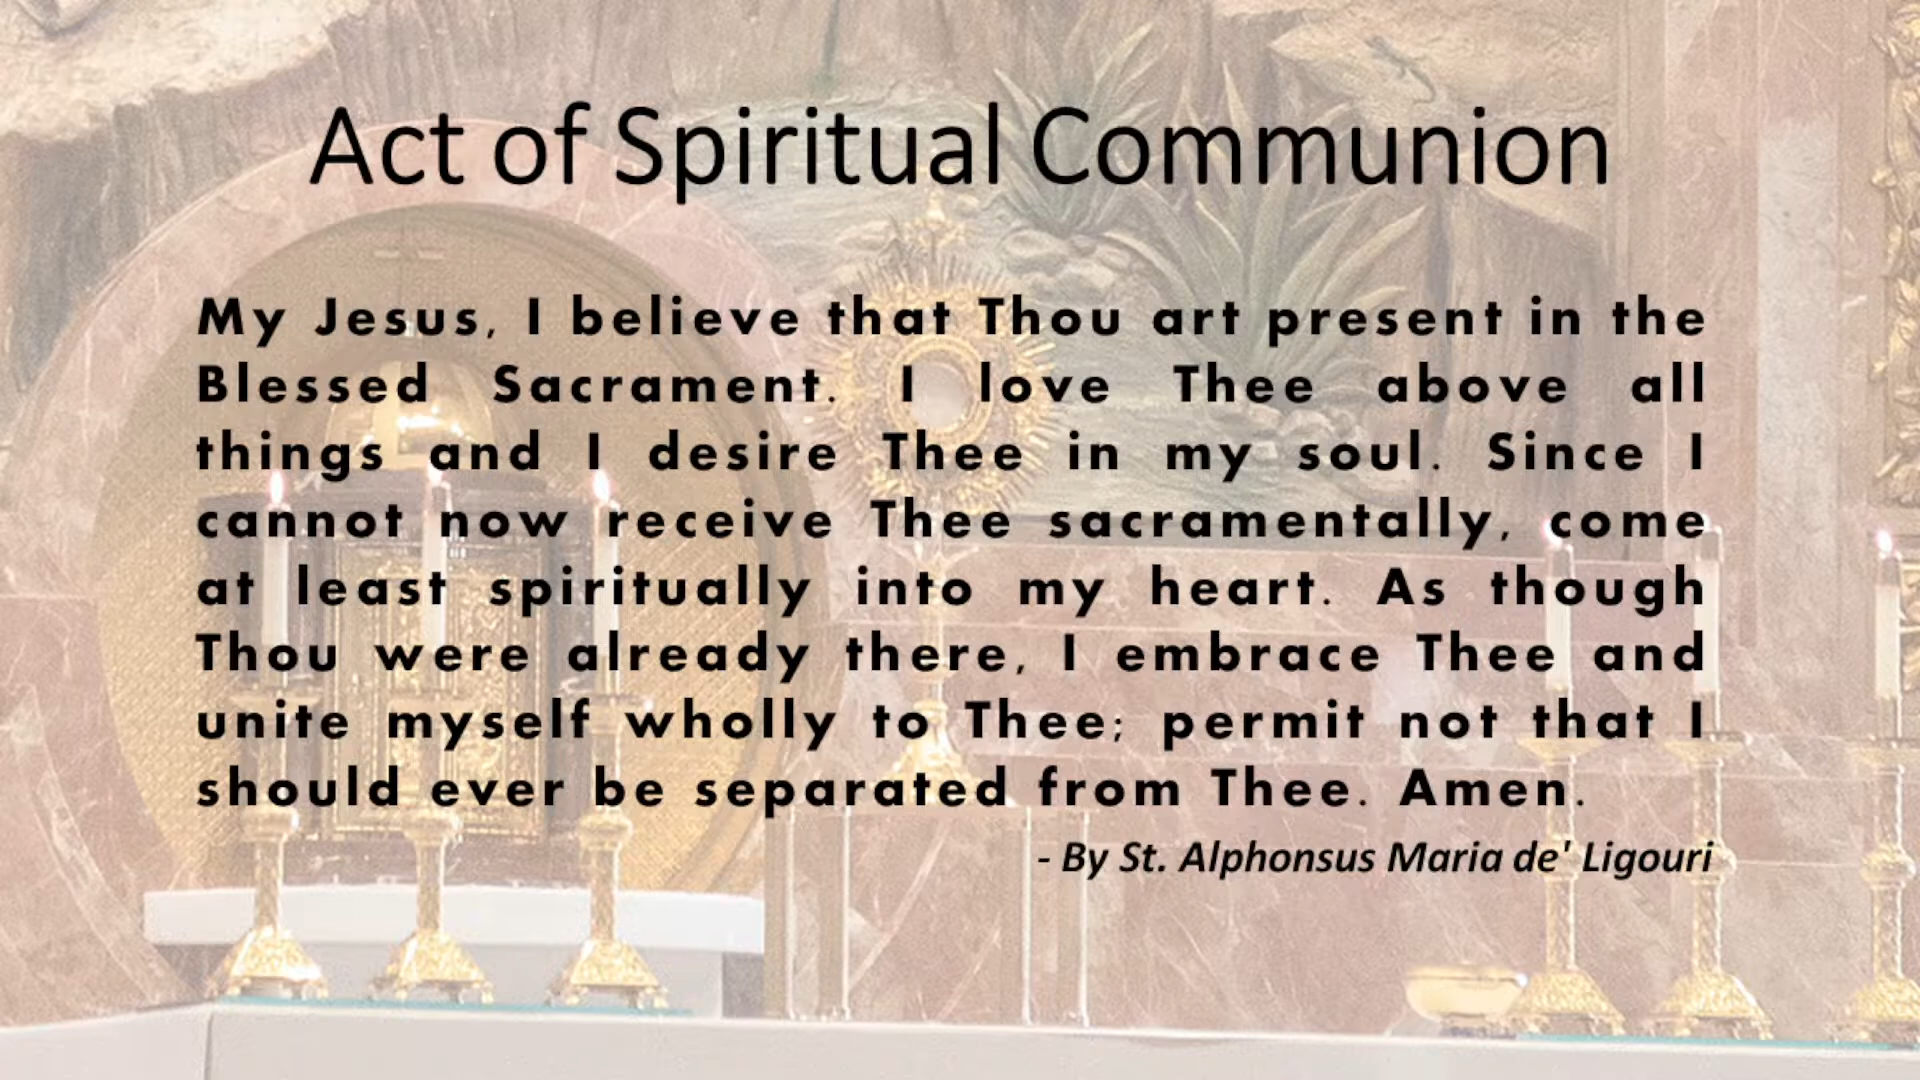 Act of Spiritual Communion
My Jesus, I believe that Thou art present in the
Blessed Sacrament. I love Thee above all
things and I desire Thee in my soul. Since I
cannot now receive Thee sacramentally, come
at least spiritually into my heart. As though
Thou were already there, I embrace Thee and
unite myself wholly to Thee; permit not that I
should ever be separated from Thee. Amen.
- By St. Alphonsus Maria de' Ligouri